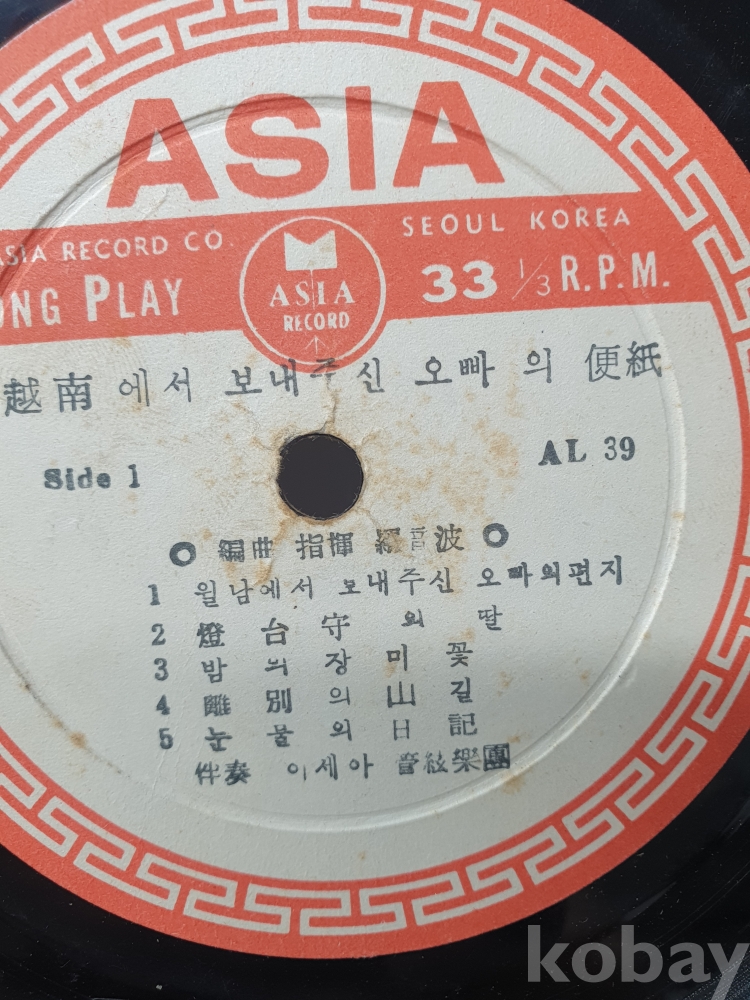 ASIA
ASIA RECORD CO.
SEOUL KOREA
LONG PLAY
33 1/3 R.P.M.
ASIA
RECORD
越南에서 보내주신 오빠의 便紙
Side 1
AL 39
編曲 指揮 羅音波
1 월남에서 보내주신 오빠의편지
2 燈台守의 딸
3 밤의 장미꽃
4 離別의 山길
5 눈물의 日記
伴奏 아세아 音絃樂團
kobay